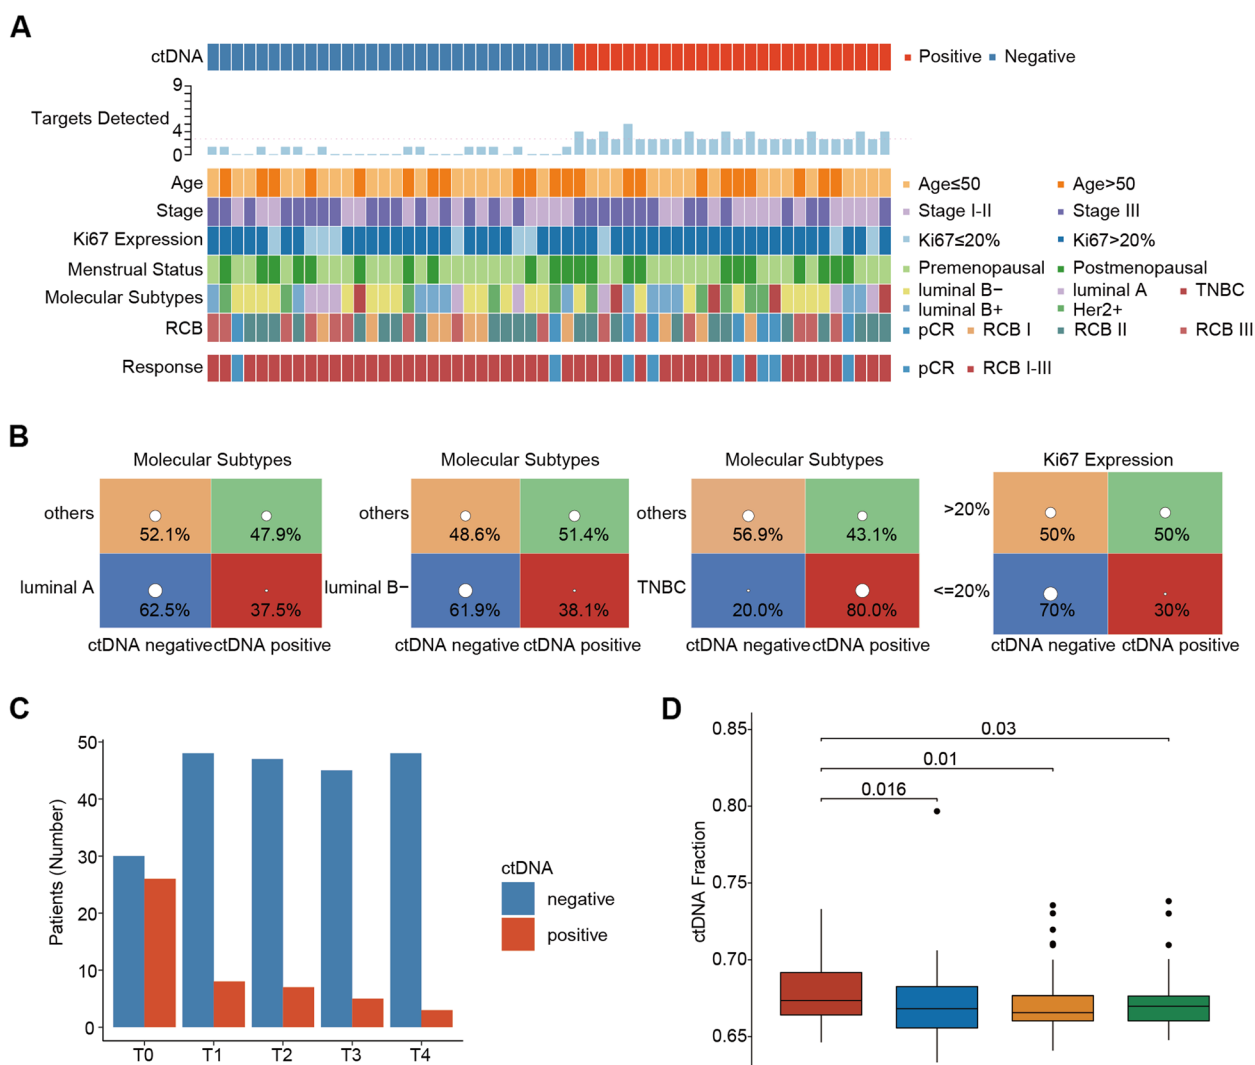 A
ctDNA
Positive Negative
9
4
0
Targets Detected
Age
Age≤50 Age>50
Stage
Stage I-II Stage III
Ki67 Expression
Ki67≤20% Ki67>20%
Menstrual Status
Premenopausal Postmenopausal
Molecular Subtypes
luminal B− luminal A TNBC
luminal B+ Her2+
RCB
pCR RCB I RCB II RCB III
Response
pCR RCB I-III
B
Molecular Subtypes
others
52.1% 47.9%
luminal A
62.5% 37.5%
ctDNA negative ctDNA positive
Molecular Subtypes
others
48.6% 51.4%
luminal B−
61.9% 38.1%
ctDNA negative ctDNA positive
Molecular Subtypes
others
56.9% 43.1%
TNBC
20.0% 80.0%
ctDNA negative ctDNA positive
Ki67 Expression
>20%
50% 50%
<=20%
70% 30%
ctDNA negative ctDNA positive
C
Patients (Number)
50
40
30
20
10
0
T0 T1 T2 T3 T4
ctDNA
negative
positive
D
ctDNA Fraction
0.85
0.80
0.75
0.70
0.65
0.03
0.01
0.016